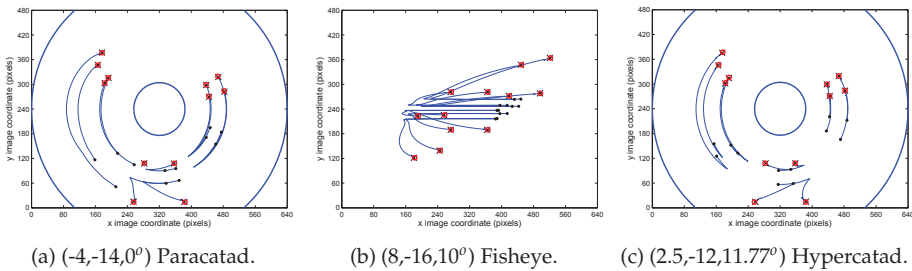 480
420
360
300
240
180
120
60
0
y image coordinate (pixels)
0 80 160 240 320 400 480 560 640
x image coordinate (pixels)
480
420
360
300
240
180
120
60
0
y image coordinate (pixels)
0 80 160 240 320 400 480 560 640
x image coordinate (pixels)
480
420
360
300
240
180
120
60
0
y image coordinate (pixels)
0 80 160 240 320 400 480 560 640
x image coordinate (pixels)
(a) (-4,-14,0º) Paracatad.
(b) (8,-16,10º) Fisheye.
(c) (2.5,-12,11.77º) Hypercatad.